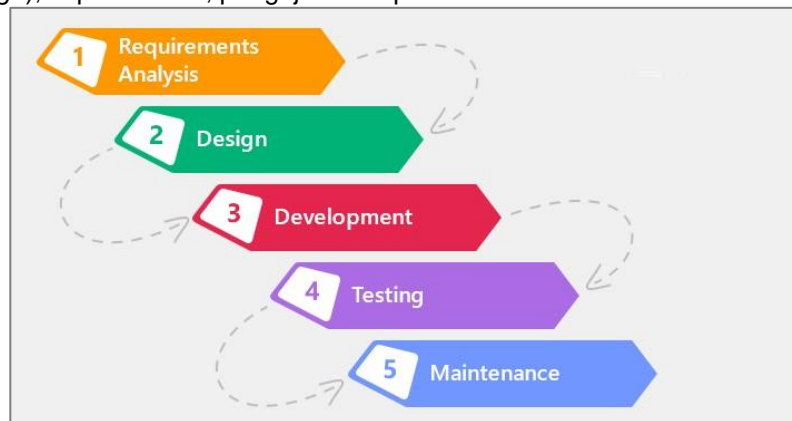 1
Requirements
Analysis
2
Design
3
Development
4
Testing
5
Maintenance